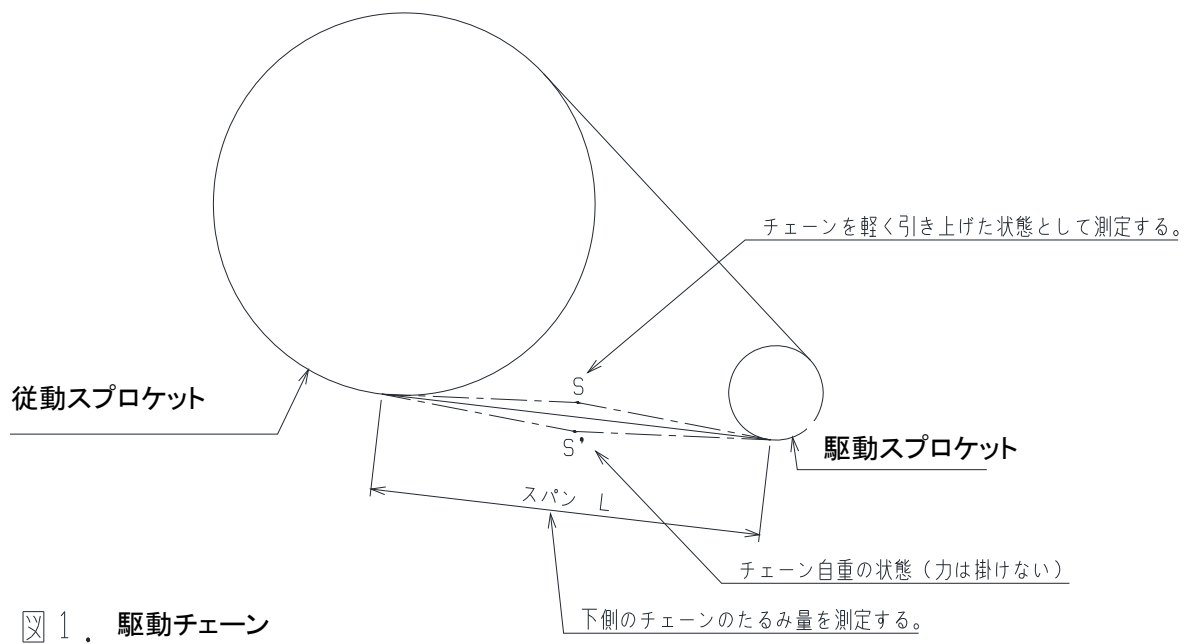 チェーンを軽く引き上げた状態として測定する。
S
従動スプロケット
S'
駆動スプロケット
スパン L
チェーン自重の状態（力は掛けない）
下側のチェーンのたるみ量を測定する。
図1. 駆動チェーン